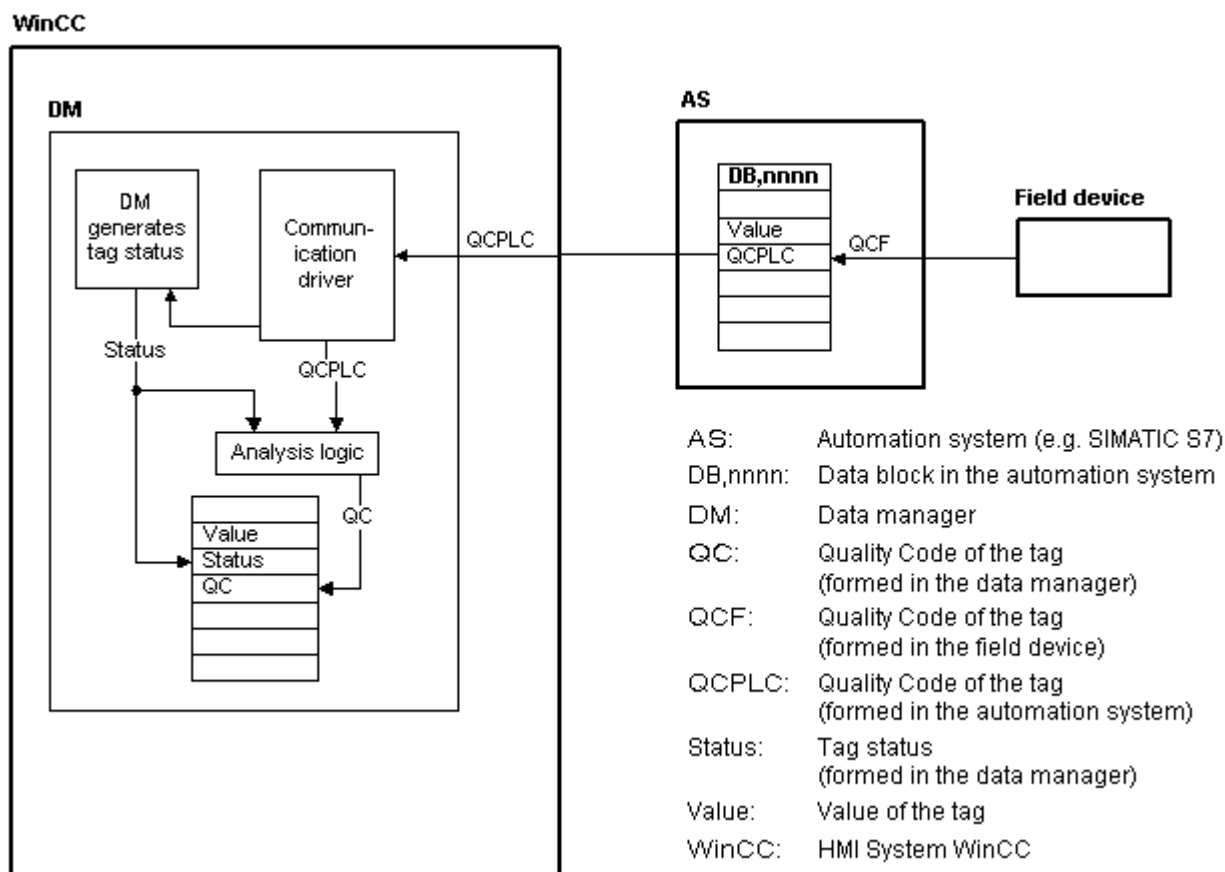 WinCC
DM
AS
DM
generates
tag status
Commun-
ication
driver
QCPLC
DB,nnnn
Value
QCPLC
QCF
Field device
Status
QCPLC
Analysis logic
QC
Value
Status
QC
AS: Automation system (e.g. SIMATIC S7)
DB,nnnn: Data block in the automation system
DM: Data manager
QC: Quality Code of the tag
(formed in the data manager)
QCF: Quality Code of the tag
(formed in the field device)
QCPLC: Quality Code of the tag
(formed in the automation system)
Status: Tag status
(formed in the data manager)
Value: Value of the tag
WinCC: HMI System WinCC